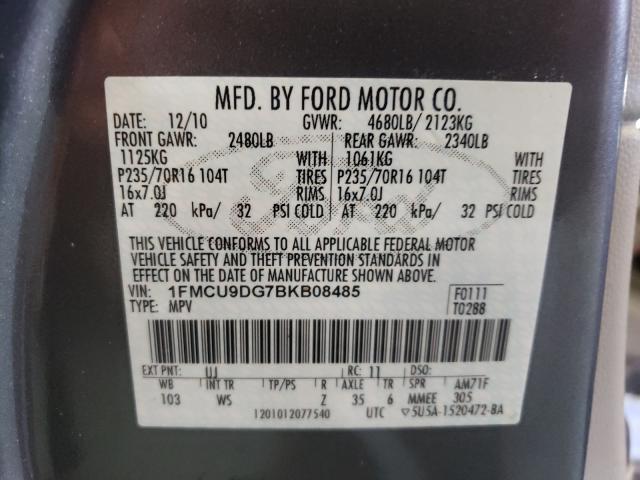 MFD. BY FORD MOTOR CO.
DATE: 12/10 GVWR: 4680LB/ 2123KG
FRONT GAWR: 2480LB REAR GAWR: 2340LB
1125KG WITH 1061KG WITH
P235/70R16 104T TIRES P235/70R16 104T TIRES
16x7.0J RIMS 16x7.0J RIMS
AT 220 kPa/ 32 PSI COLD AT 220 kPa/ 32 PSI COLD
Ford
THIS VEHICLE CONFORMS TO ALL APPLICABLE FEDERAL MOTOR
VEHICLE SAFETY AND THEFT PREVENTION STANDARDS IN
EFFECT ON THE DATE OF MANUFACTURE SHOWN ABOVE.
VIN: 1FMCU9DG7BKB08485 F0111
TYPE: MPV T0288
EXT PNT: UJ RC: 11 DSO:
WB INT TR TP/PS R AXLE TR SPR AM71F
103 WS Z 35 6 MMEE 305
1201012077540 UTC ▽5U5A-1520472-BA